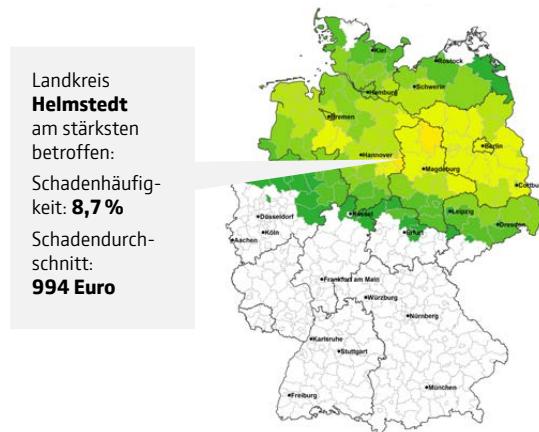 Landkreis
Helmstedt
am stärksten
betroffen:
Schadenhäufig-
keit: 8,7 %
Schadendurch-
schnitt:
994 Euro
Kiel
Rostock
Schwerin
Hamburg
Bremen
Berlin
Hannover
Magdeburg
Cottbus
Düsseldorf
Köln
Aachen
Kassel
Leipzig
Erfurt
Dresden
Frankfurt am Main
Würzburg
Nürnberg
Karlsruhe
Stuttgart
München
Freiburg